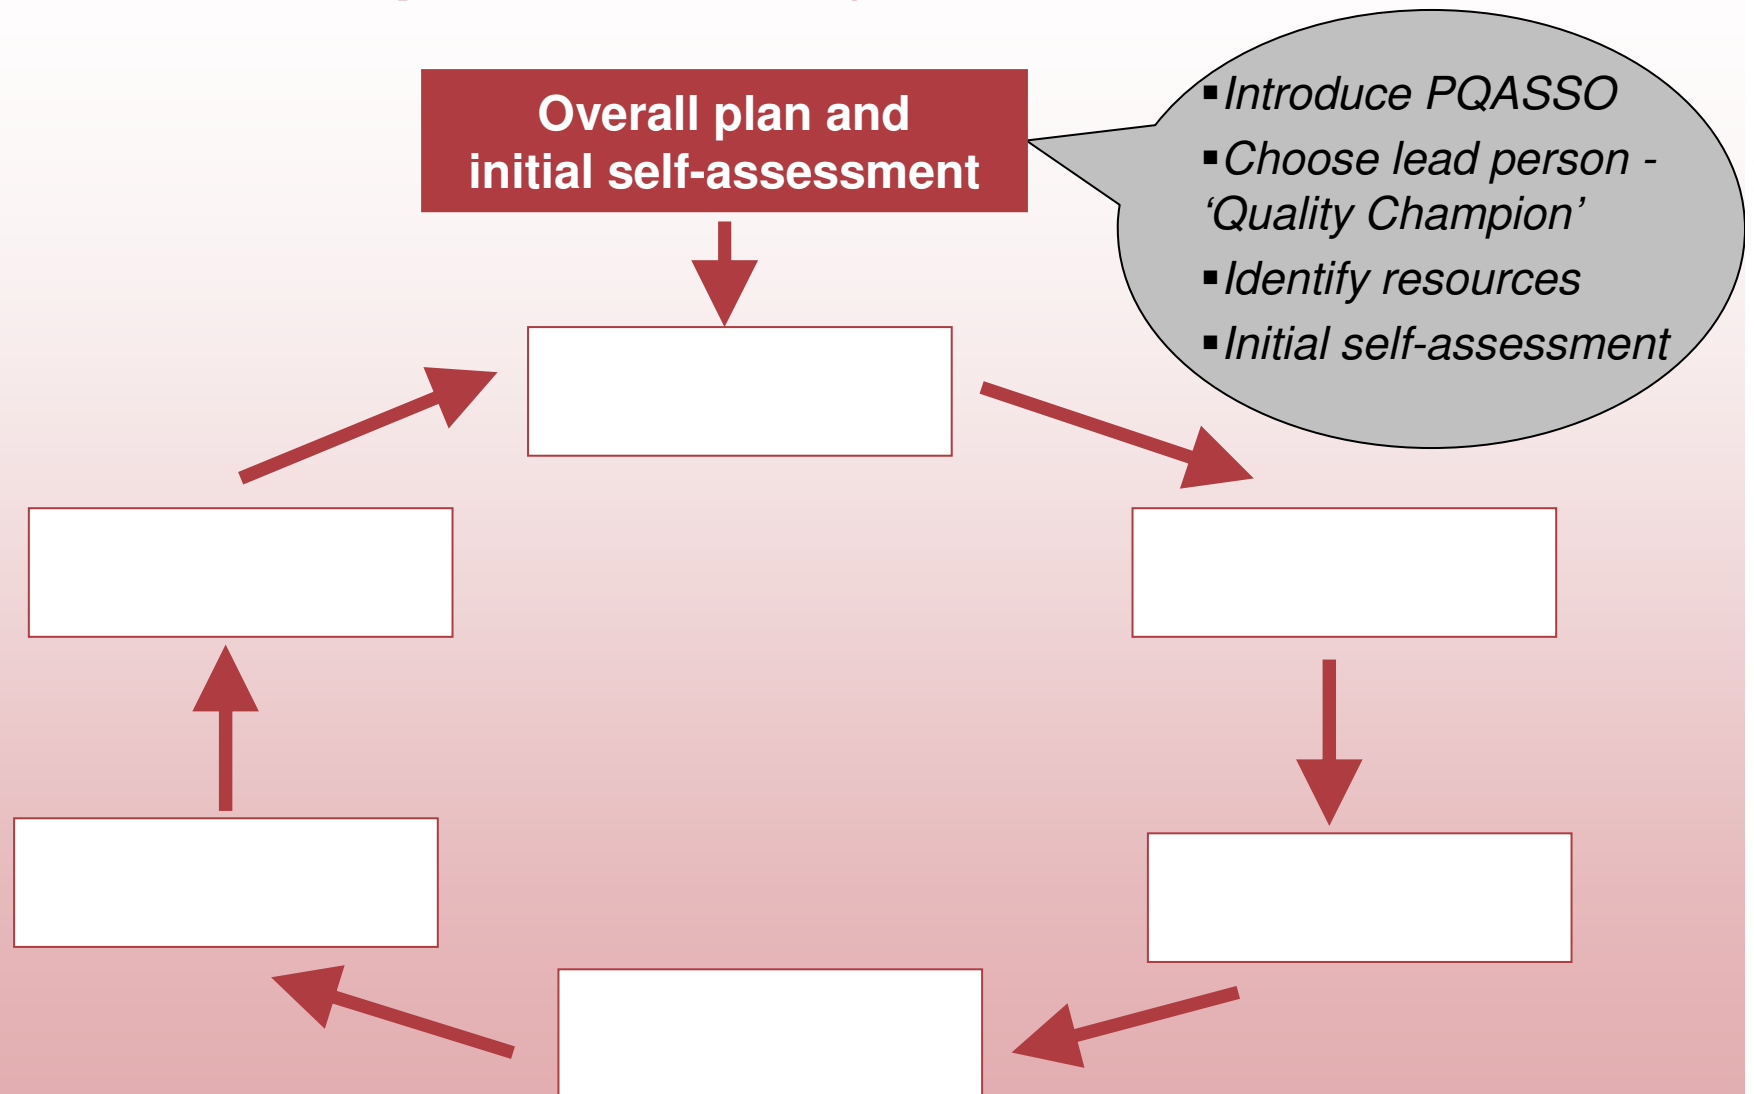 Overall plan and
initial self-assessment
▪Introduce PQASSO
▪Choose lead person -
‘Quality Champion’
▪Identify resources
▪Initial self-assessment